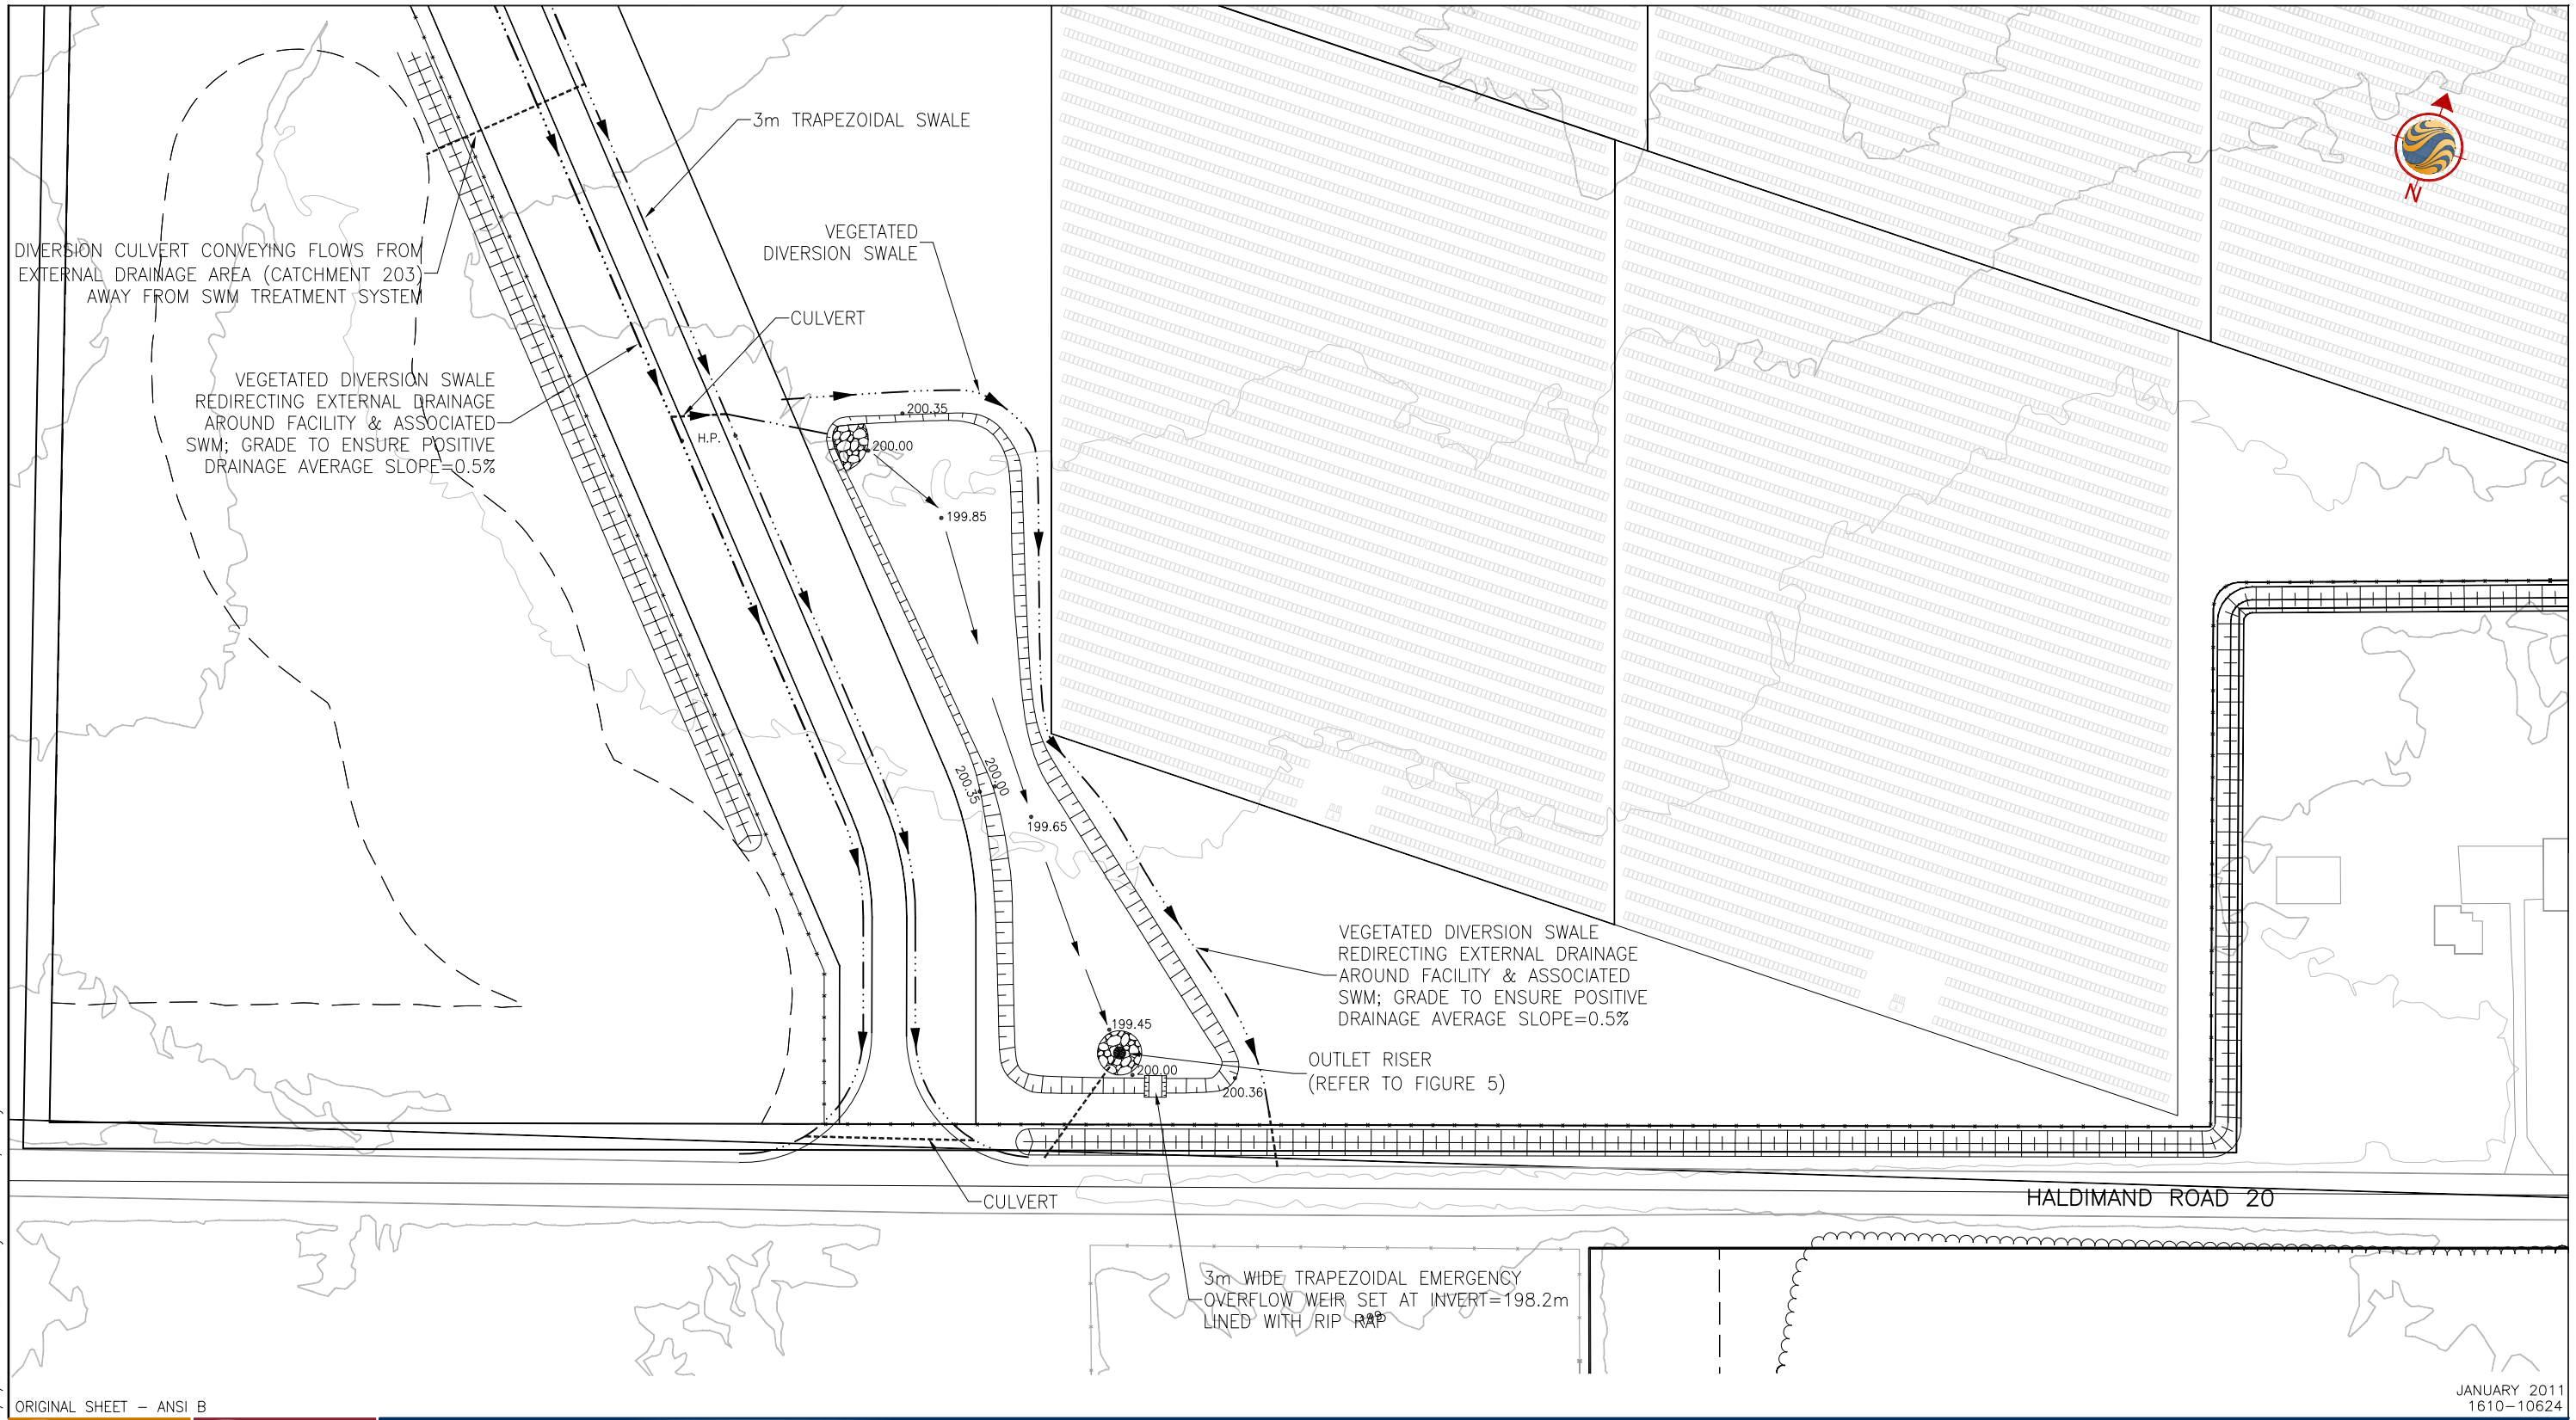 3m TRAPEZOIDAL SWALE
N
VEGETATED
DIVERSION SWALE
DIVERSION CULVERT CONVEYING FLOWS FROM
EXTERNAL DRAINAGE AREA (CATCHMENT 203)
AWAY FROM SWM TREATMENT SYSTEM
CULVERT
VEGETATED DIVERSION SWALE
REDIRECTING EXTERNAL DRAINAGE
AROUND FACILITY & ASSOCIATED
SWM; GRADE TO ENSURE POSITIVE
DRAINAGE AVERAGE SLOPE=0.5%
200.35
H.P.
200.00
199.85
200.00
200.35
199.65
VEGETATED DIVERSION SWALE
REDIRECTING EXTERNAL DRAINAGE
AROUND FACILITY & ASSOCIATED
SWM; GRADE TO ENSURE POSITIVE
DRAINAGE AVERAGE SLOPE=0.5%
199.45
OUTLET RISER
(REFER TO FIGURE 5)
200.00
200.36
CULVERT
HALDIMAND ROAD 20
3m WIDE TRAPEZOIDAL EMERGENCY
OVERFLOW WEIR SET AT INVERT=198.2m
LINED WITH RIP RAP
ORIGINAL SHEET - ANSI B
JANUARY 2011
1610-10624